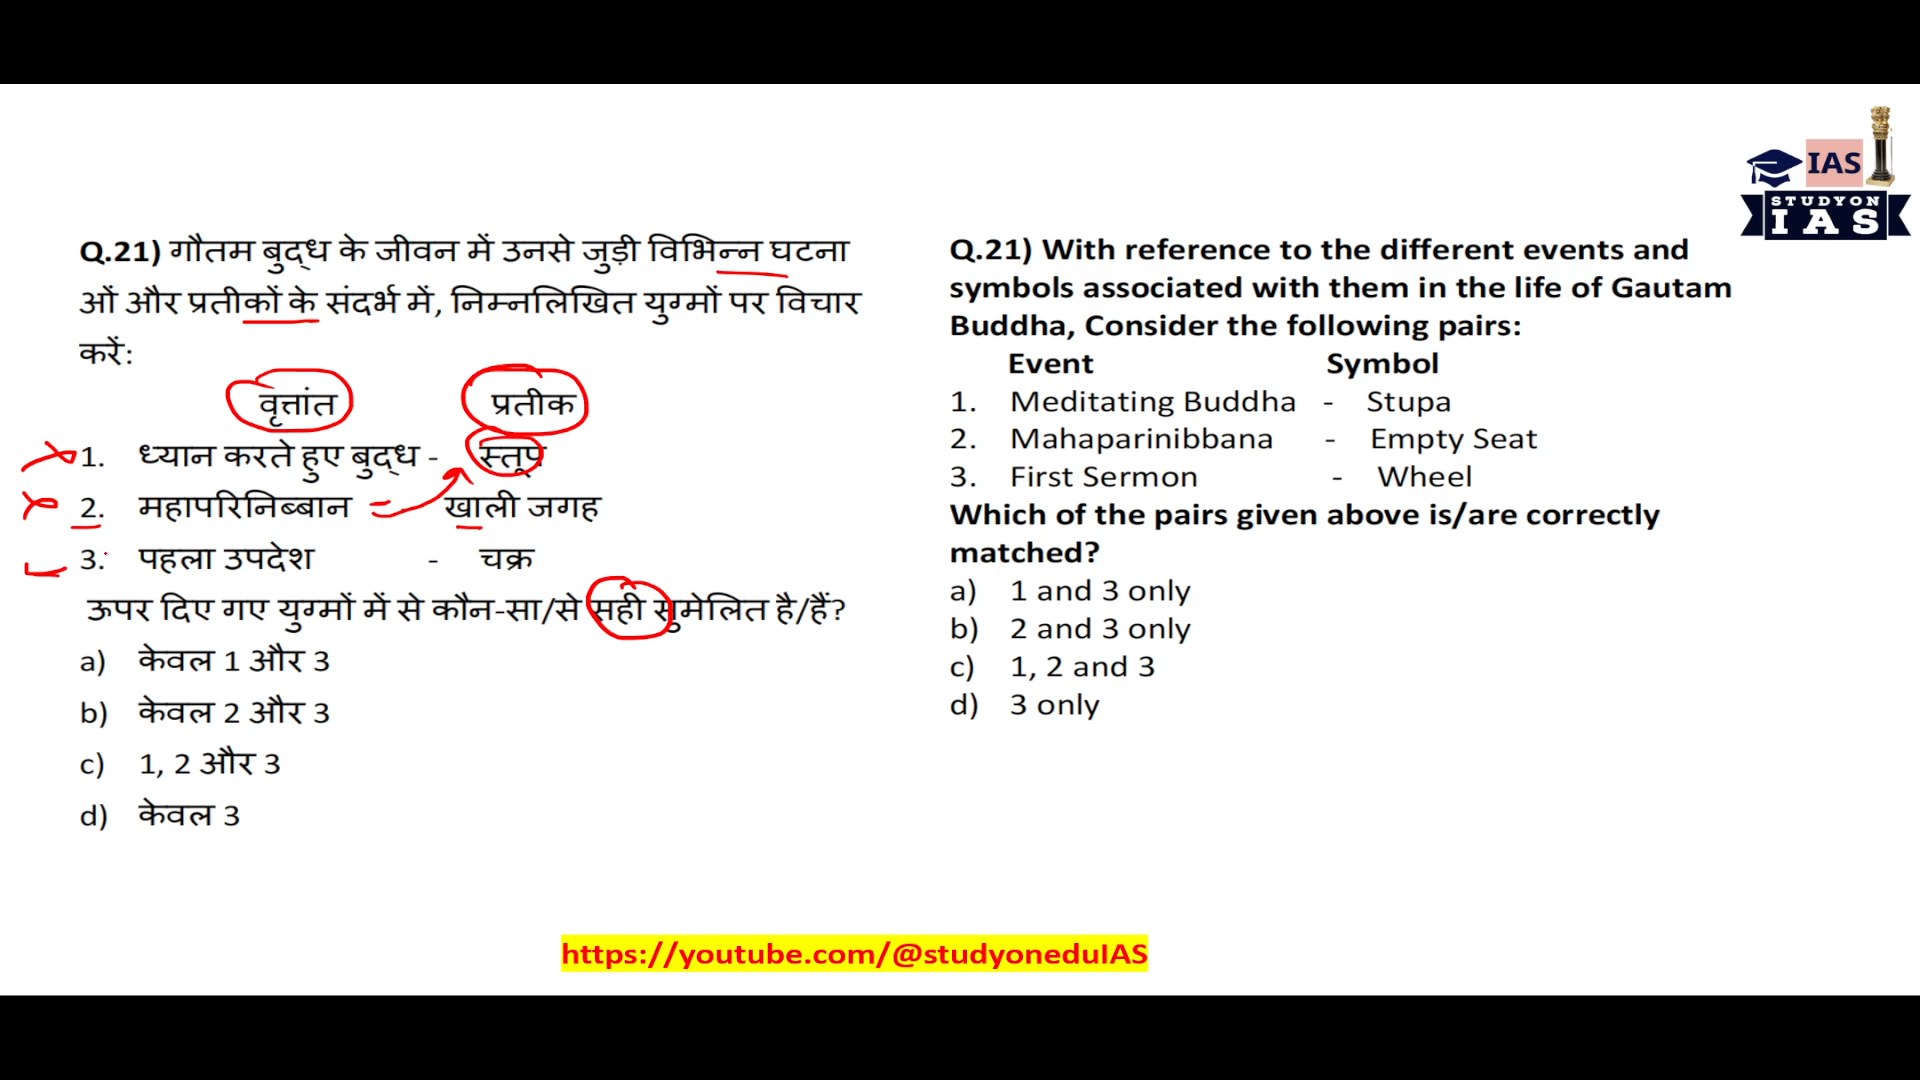 IAS
STUDYON
IAS
Q.21) गौतम बुद्ध के जीवन में उनसे जुड़ी विभिन्न घटना
ओं और प्रतीकों के संदर्भ में, निम्नलिखित युग्मों पर विचार
करें:
वृत्तांत प्रतीक
1. ध्यान करते हुए बुद्ध - स्तूप
2. महापरिनिब्बान - खाली जगह
3. पहला उपदेश - चक्र
ऊपर दिए गए युग्मों में से कौन-सा/से सही सुमेलित है/हैं?
a) केवल 1 और 3
b) केवल 2 और 3
c) 1, 2 और 3
d) केवल 3
Q.21) With reference to the different events and
symbols associated with them in the life of Gautam
Buddha, Consider the following pairs:
Event Symbol
1. Meditating Buddha - Stupa
2. Mahaparinibbana - Empty Seat
3. First Sermon - Wheel
Which of the pairs given above is/are correctly
matched?
a) 1 and 3 only
b) 2 and 3 only
c) 1, 2 and 3
d) 3 only
https://youtube.com/@studyoneduIAS